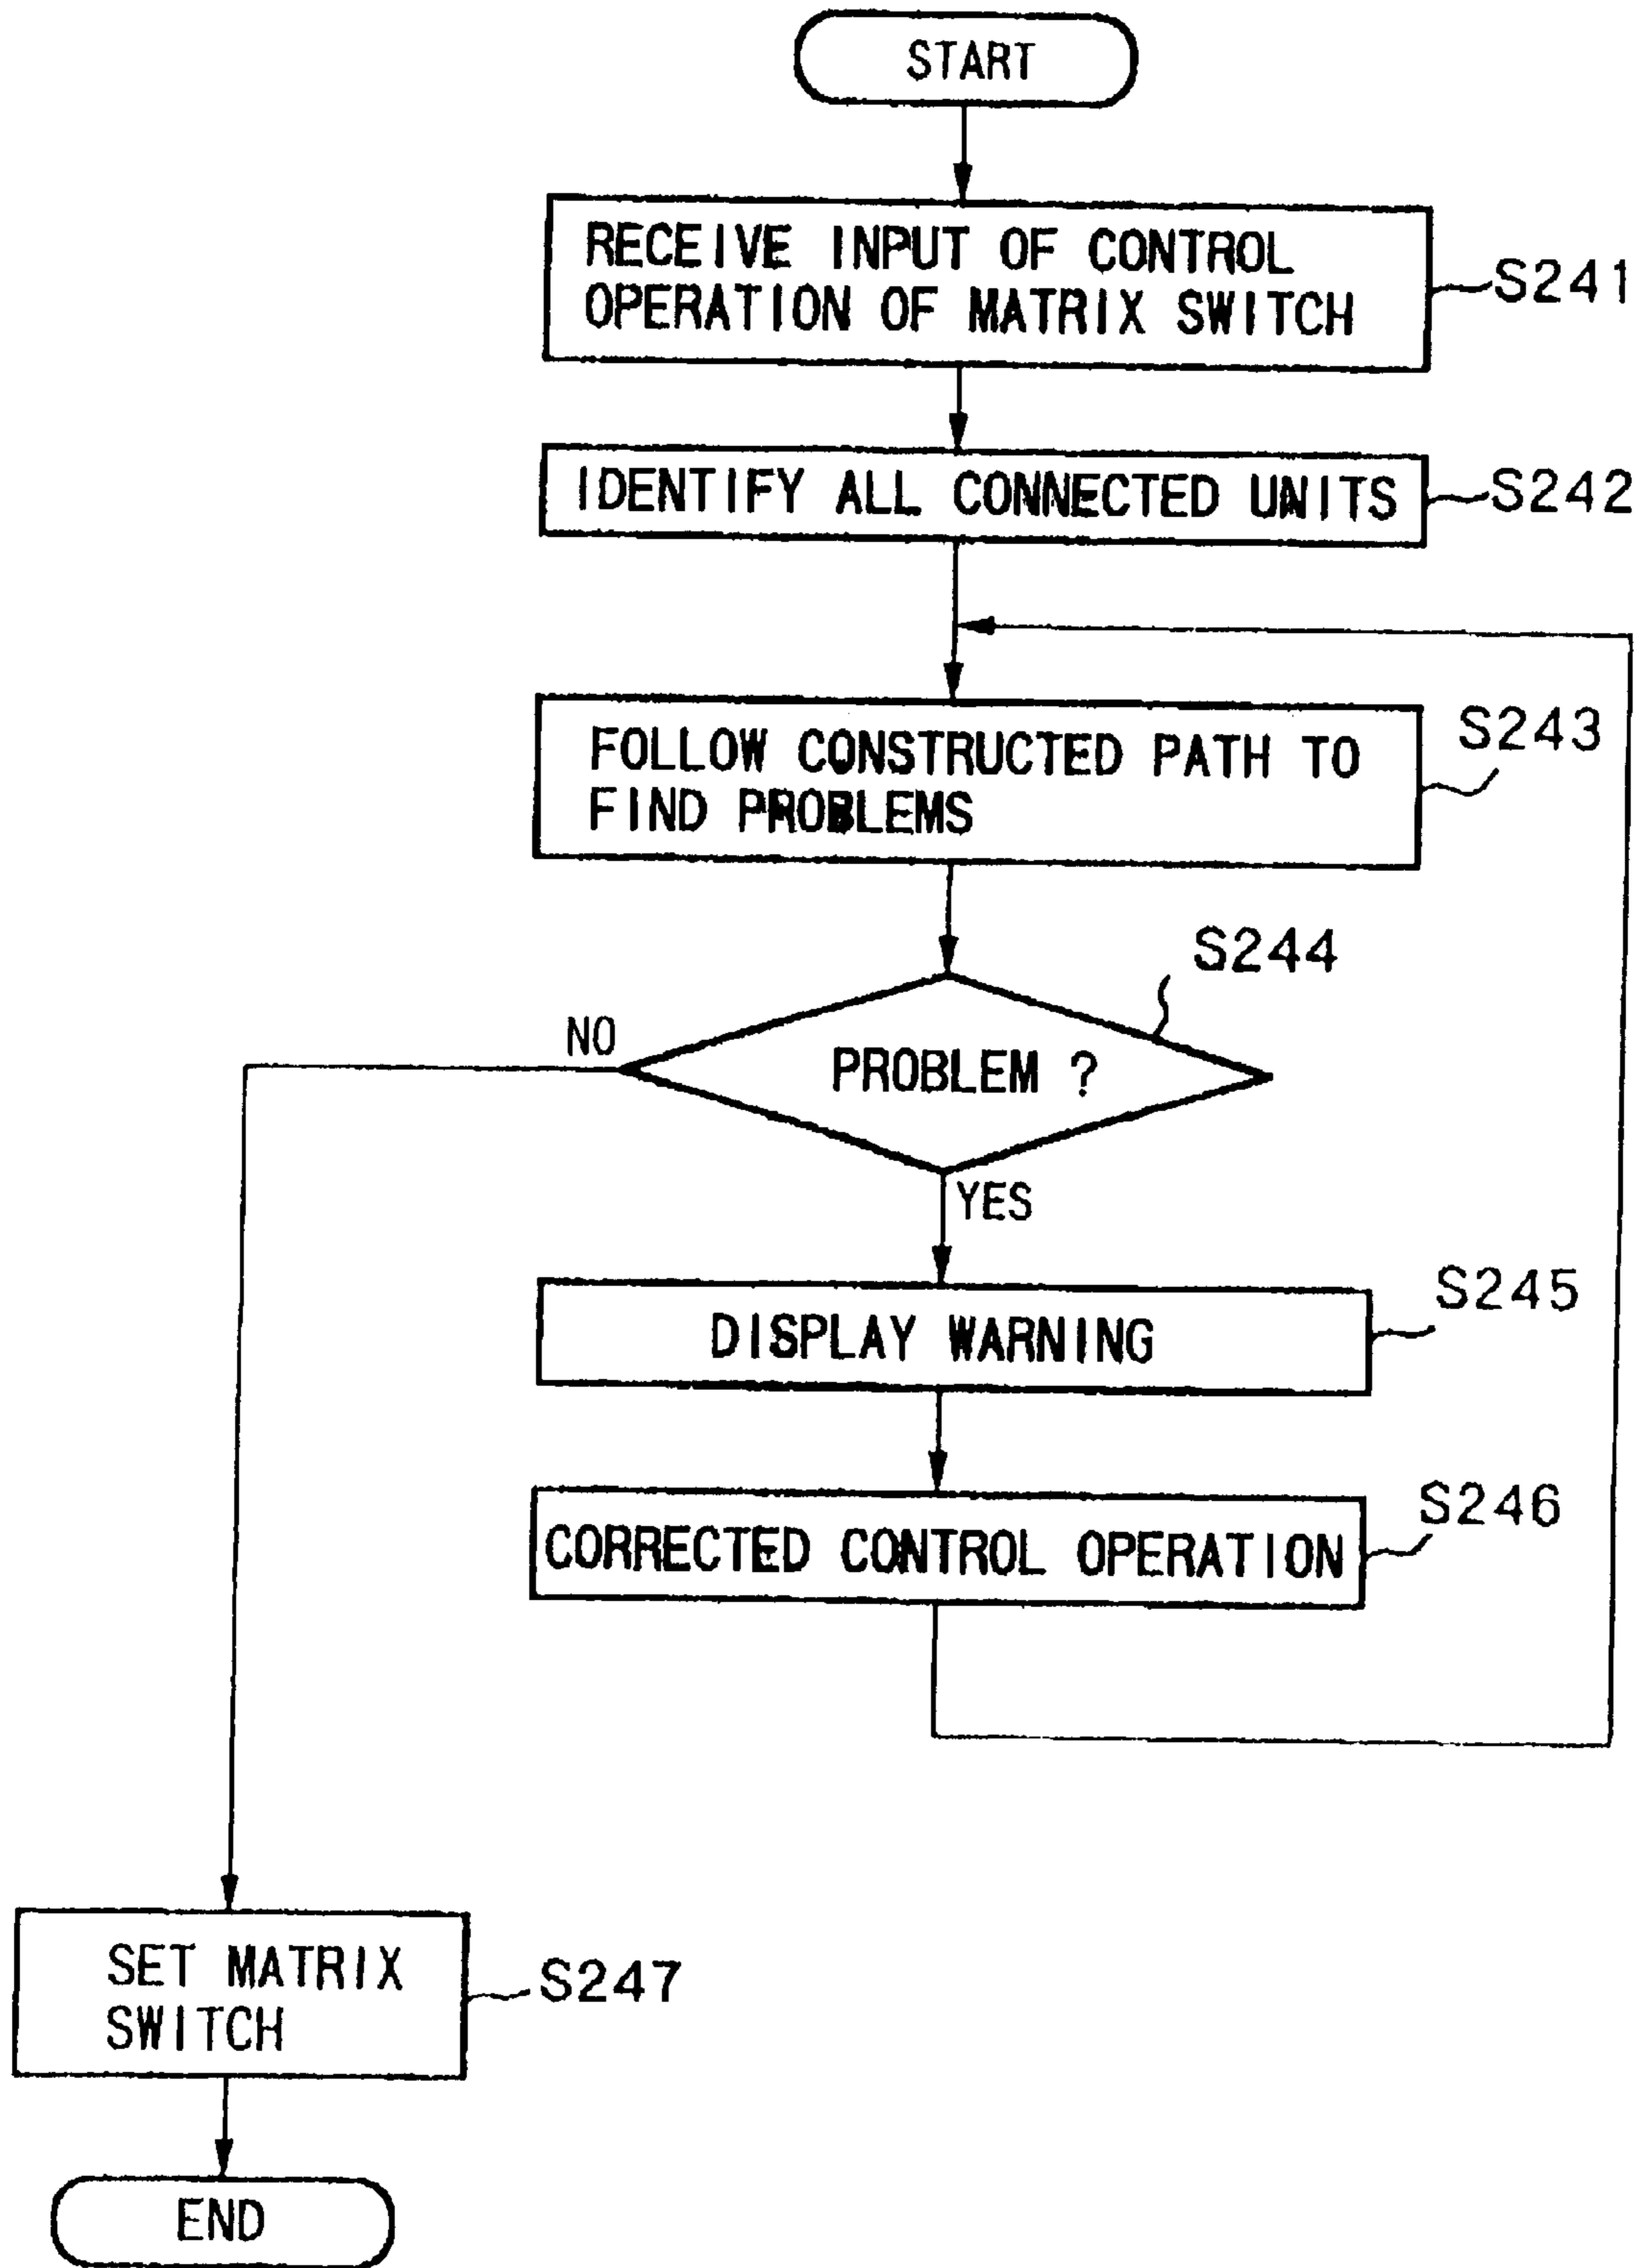 START
RECEIVE INPUT OF CONTROL
OPERATION OF MATRIX SWITCH
S241
IDENTIFY ALL CONNECTED UNITS
S242
FOLLOW CONSTRUCTED PATH TO
FIND PROBLEMS
S243
S244
NO
PROBLEM ?
YES
DISPLAY WARNING
S245
CORRECTED CONTROL OPERATION
S246
SET MATRIX
SWITCH
S247
END